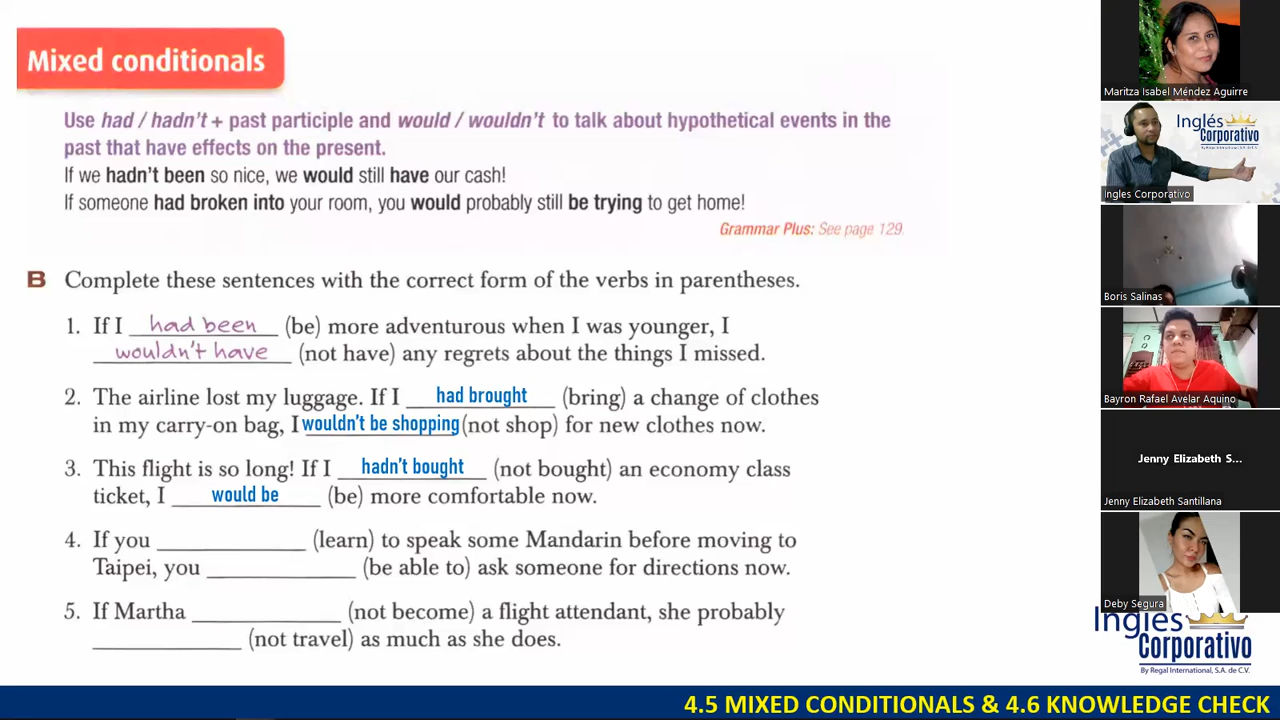 Mixed conditionals
Use had / hadn't + past participle and would / wouldn't to talk about hypothetical events in the
past that have effects on the present.
If we hadn't been so nice, we would still have our cash!
If someone had broken into your room, you would probably still be trying to get home!
Grammar Plus: See page 129.
B Complete these sentences with the correct form of the verbs in parentheses.
1. If I had been (be) more adventurous when I was younger, I
wouldn't have (not have) any regrets about the things I missed.
2. The airline lost my luggage. If I had brought (bring) a change of clothes
in my carry-on bag, I wouldn't be shopping (not shop) for new clothes now.
3. This flight is so long! If I hadn't bought (not bought) an economy class
ticket, I would be (be) more comfortable now.
4. If you ____________ (learn) to speak some Mandarin before moving to
Taipei, you ____________ (be able to) ask someone for directions now.
5. If Martha ____________ (not become) a flight attendant, she probably
____________ (not travel) as much as she does.
Maritza Isabel Méndez Aguirre
Inglés
Corporativo
By Regal International, S.A. de C.V.
Ingles Corporativo
Boris Salinas
Bayron Rafael Avelar Aquino
Jenny Elizabeth S...
Jenny Elizabeth Santillana
Deby Segura
Inglés
Corporativo
By Regal International, S.A. de C.V.
4.5 MIXED CONDITIONALS & 4.6 KNOWLEDGE CHECK